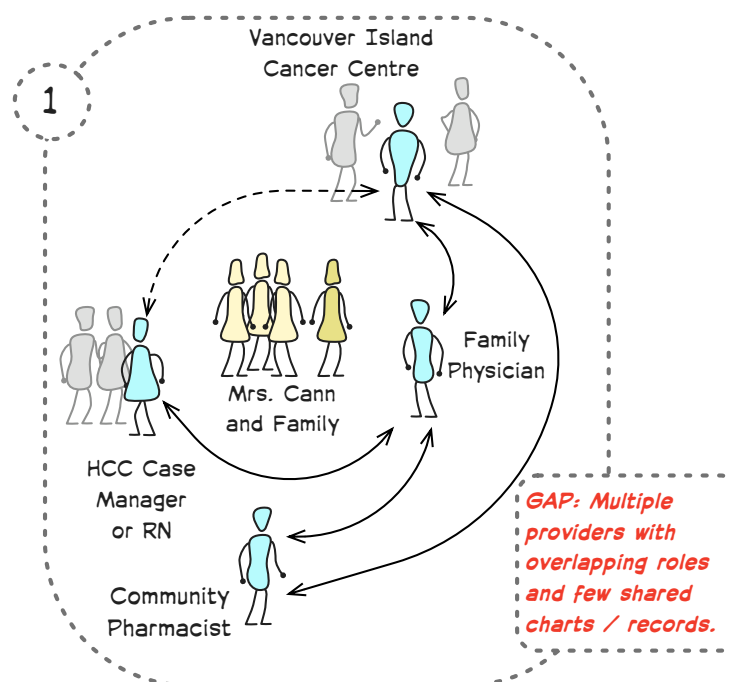 Vancouver Island
Cancer Centre
1
Family
Physician
Mrs. Cann
and Family
HCC Case
Manager
or RN
GAP: Multiple
providers with
overlapping roles
and few shared
charts / records.
Community
Pharmacist